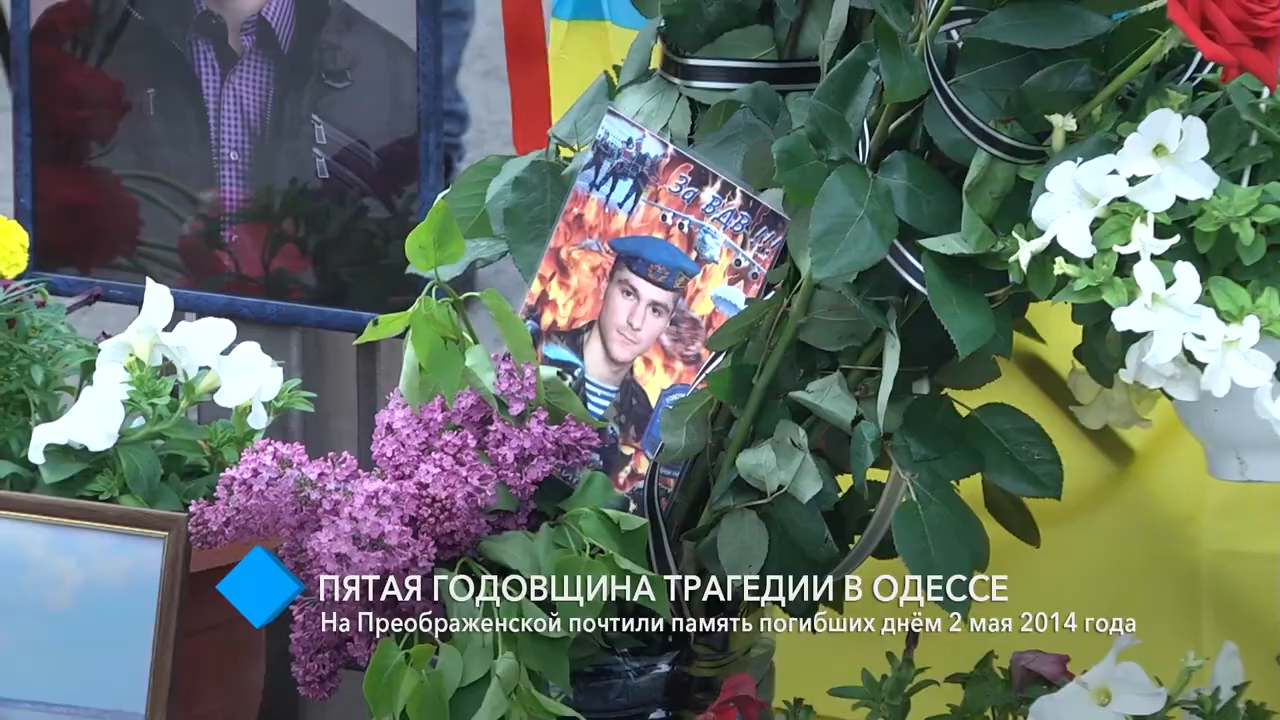 За ВДВ!!!
ПЯТАЯ ГОДОВЩИНА ТРАГЕДИИ В ОДЕССЕ
На Преображенской почтили память погибших днём 2 мая 2014 года